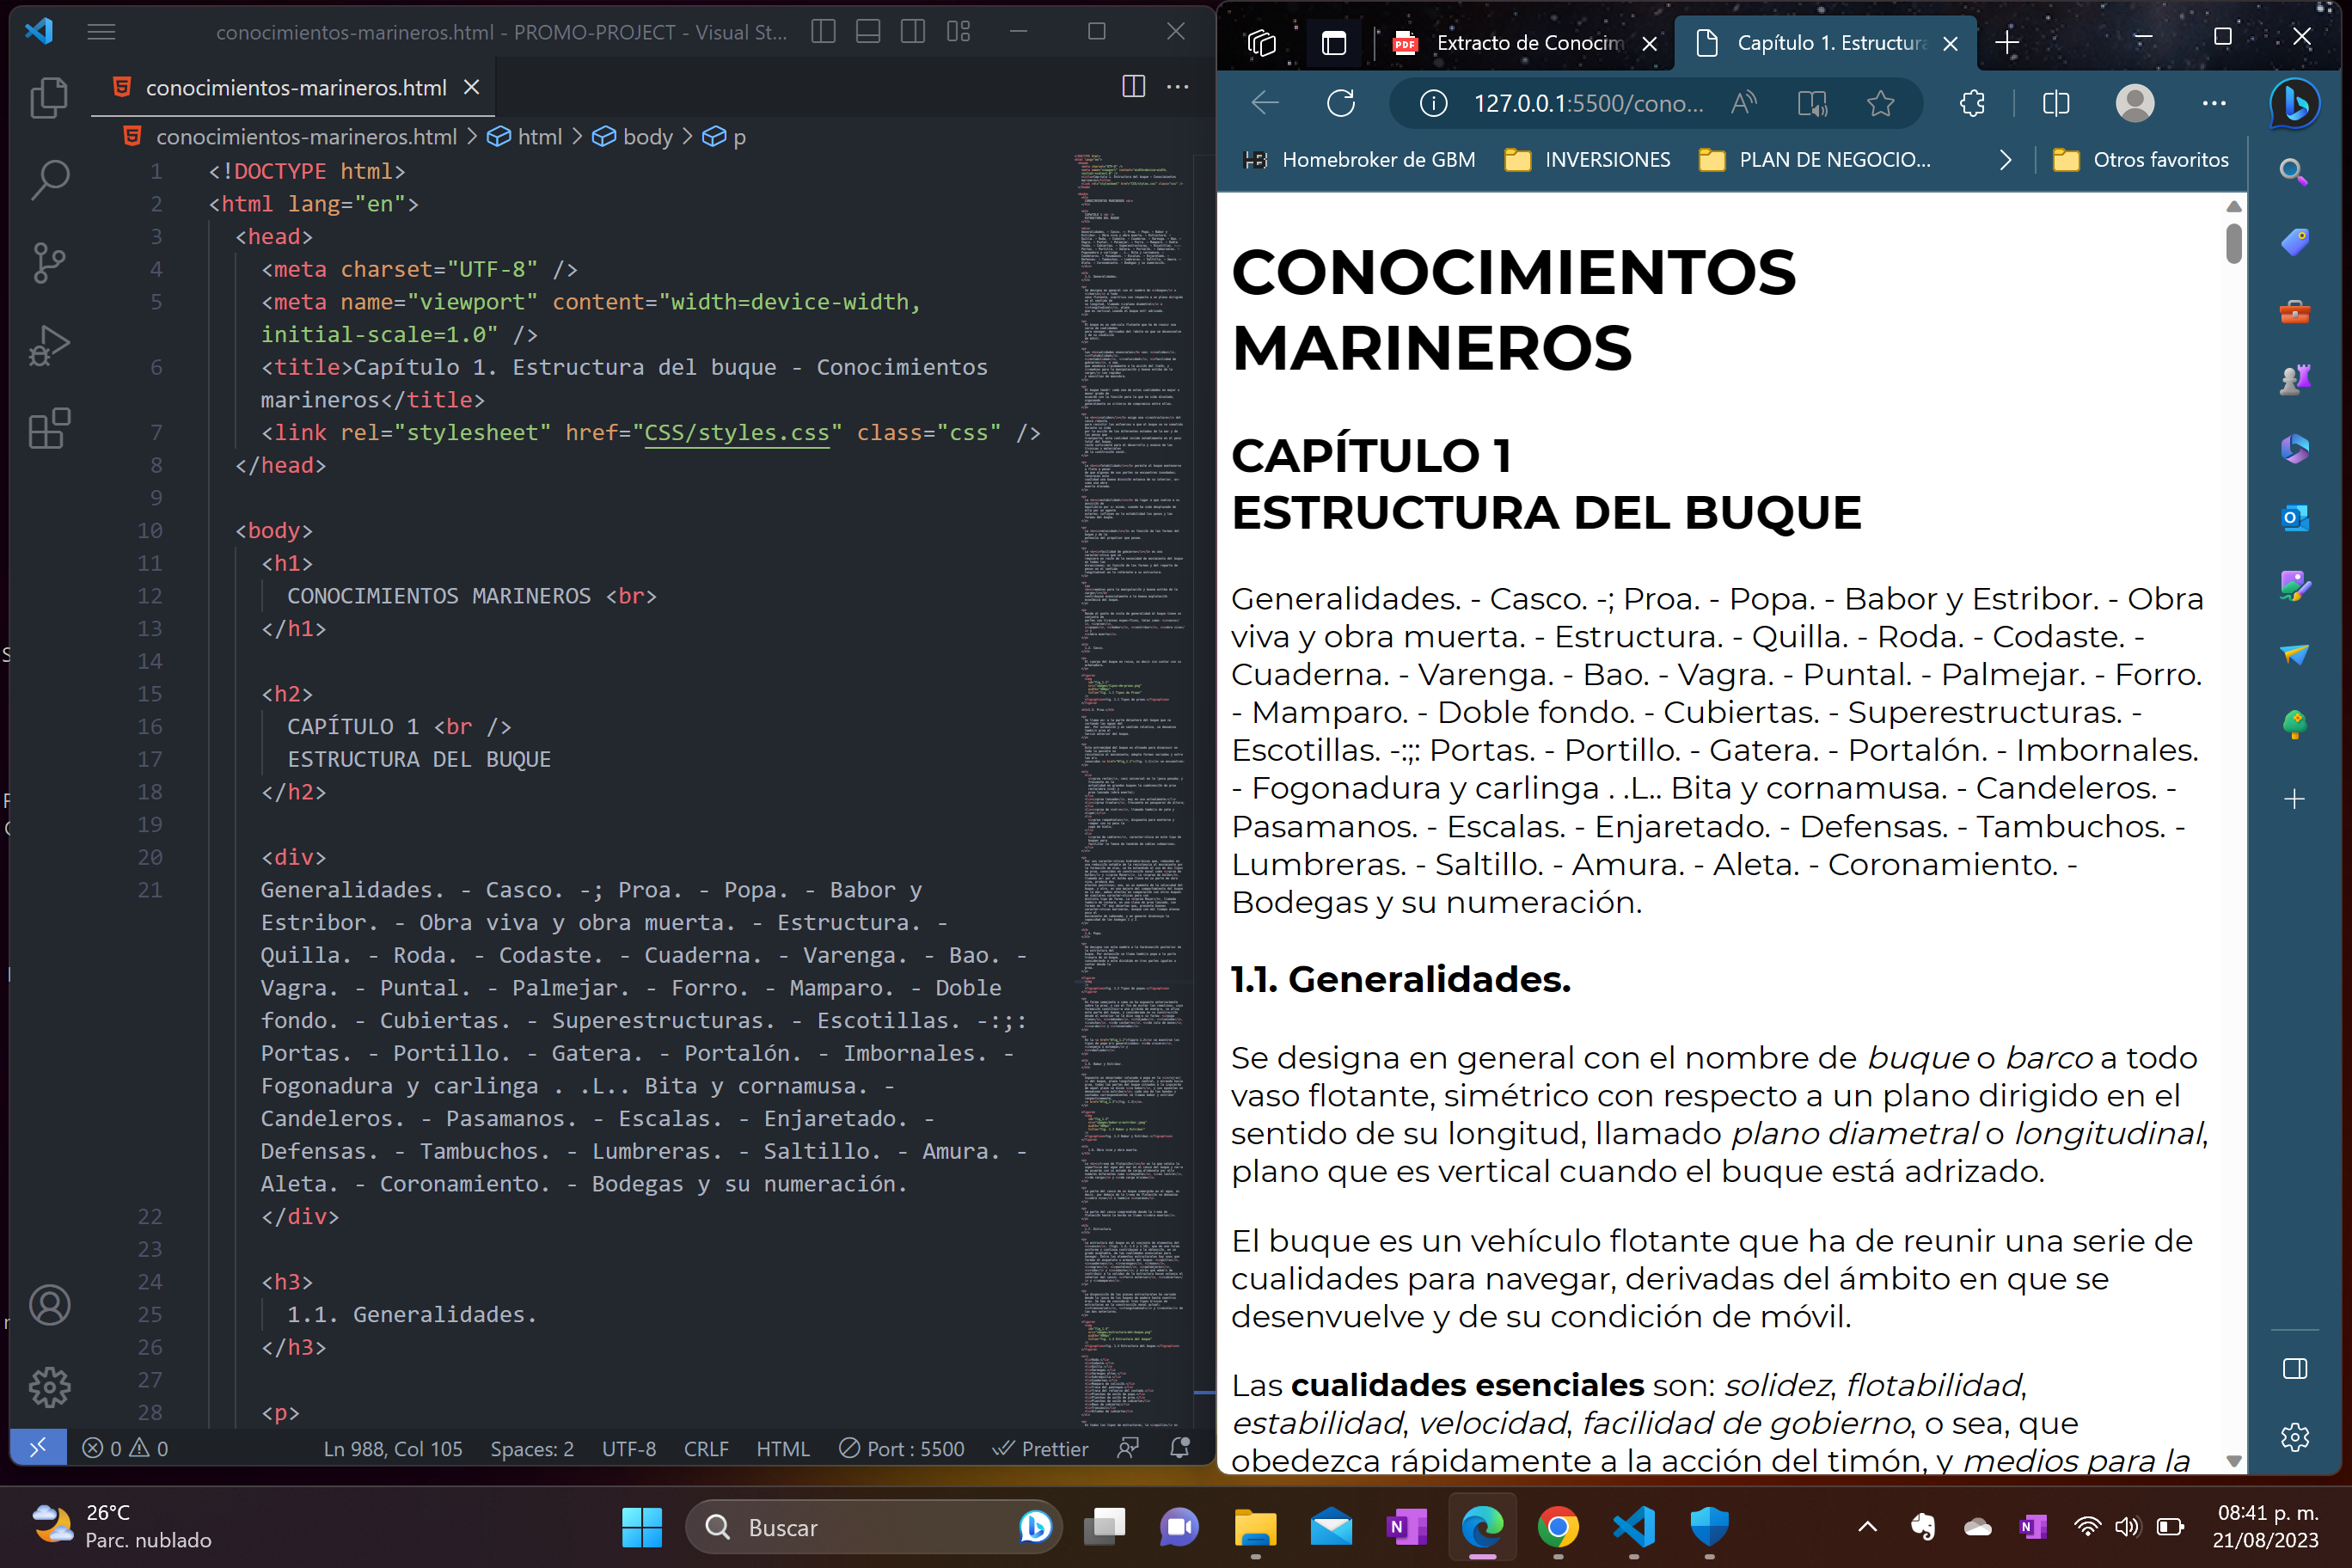 conocimientos-marineros.html - PROMO-PROJECT - Visual St...
conocimientos-marineros.html
conocimientos-marineros.html > html > body > p
1 <!DOCTYPE html>
2 <html lang="en">
3 <head>
4 <meta charset="UTF-8" />
5 <meta name="viewport" content="width=device-width,
initial-scale=1.0" />
6 <title>Capítulo 1. Estructura del buque - Conocimientos
marineros</title>
7 <link rel="stylesheet" href="CSS/styles.css" class="css" />
8 </head>
9
10 <body>
11 <h1>
12 CONOCIMIENTOS MARINEROS <br>
13 </h1>
14
15 <h2>
16 CAPÍTULO 1 <br />
17 ESTRUCTURA DEL BUQUE
18 </h2>
19
20 <div>
21 Generalidades. - Casco. -; Proa. - Popa. - Babor y
Estribor. - Obra viva y obra muerta. - Estructura. -
Quilla. - Roda. - Codaste. - Cuaderna. - Varenga. - Bao. -
Vagra. - Puntal. - Palmejar. - Forro. - Mamparo. - Doble
fondo. - Cubiertas. - Superestructuras. - Escotillas. -:;:
Portas. - Portillo. - Gatera. - Portalón. - Imbornales. -
Fogonadura y carlinga . .L.. Bita y cornamusa. -
Candeleros. - Pasamanos. - Escalas. - Enjaretado. -
Defensas. - Tambuchos. - Lumbreras. - Saltillo. - Amura. -
Aleta. - Coronamiento. - Bodegas y su numeración.
22 </div>
23
24 <h3>
25 1.1. Generalidades.
26 </h3>
27
28 <p>
0 0 Ln 988, Col 105 Spaces: 2 UTF-8 CRLF HTML Port : 5500 Prettier
PDF Extracto de Conocim Capítulo 1. Estructura
127.0.0.1:5500/cono...
HB Homebroker de GBM INVERSIONES PLAN DE NEGOCIO... Otros favoritos
CONOCIMIENTOS
MARINEROS
CAPÍTULO 1
ESTRUCTURA DEL BUQUE
Generalidades. - Casco. -; Proa. - Popa. - Babor y Estribor. - Obra
viva y obra muerta. - Estructura. - Quilla. - Roda. - Codaste. -
Cuaderna. - Varenga. - Bao. - Vagra. - Puntal. - Palmejar. - Forro.
- Mamparo. - Doble fondo. - Cubiertas. - Superestructuras. -
Escotillas. -:;: Portas. - Portillo. - Gatera. - Portalón. - Imbornales.
- Fogonadura y carlinga . .L.. Bita y cornamusa. - Candeleros. -
Pasamanos. - Escalas. - Enjaretado. - Defensas. - Tambuchos. -
Lumbreras. - Saltillo. - Amura. - Aleta. - Coronamiento. -
Bodegas y su numeración.
1.1. Generalidades.
Se designa en general con el nombre de buque o barco a todo
vaso flotante, simétrico con respecto a un plano dirigido en el
sentido de su longitud, llamado plano diametral o longitudinal,
plano que es vertical cuando el buque está adrizado.
El buque es un vehículo flotante que ha de reunir una serie de
cualidades para navegar, derivadas del ámbito en que se
desenvuelve y de su condición de móvil.
Las cualidades esenciales son: solidez, flotabilidad,
estabilidad, velocidad, facilidad de gobierno, o sea, que
obedezca rápidamente a la acción del timón, y medios para la
26°C
Parc. nublado
Buscar
08:41 p. m.
21/08/2023